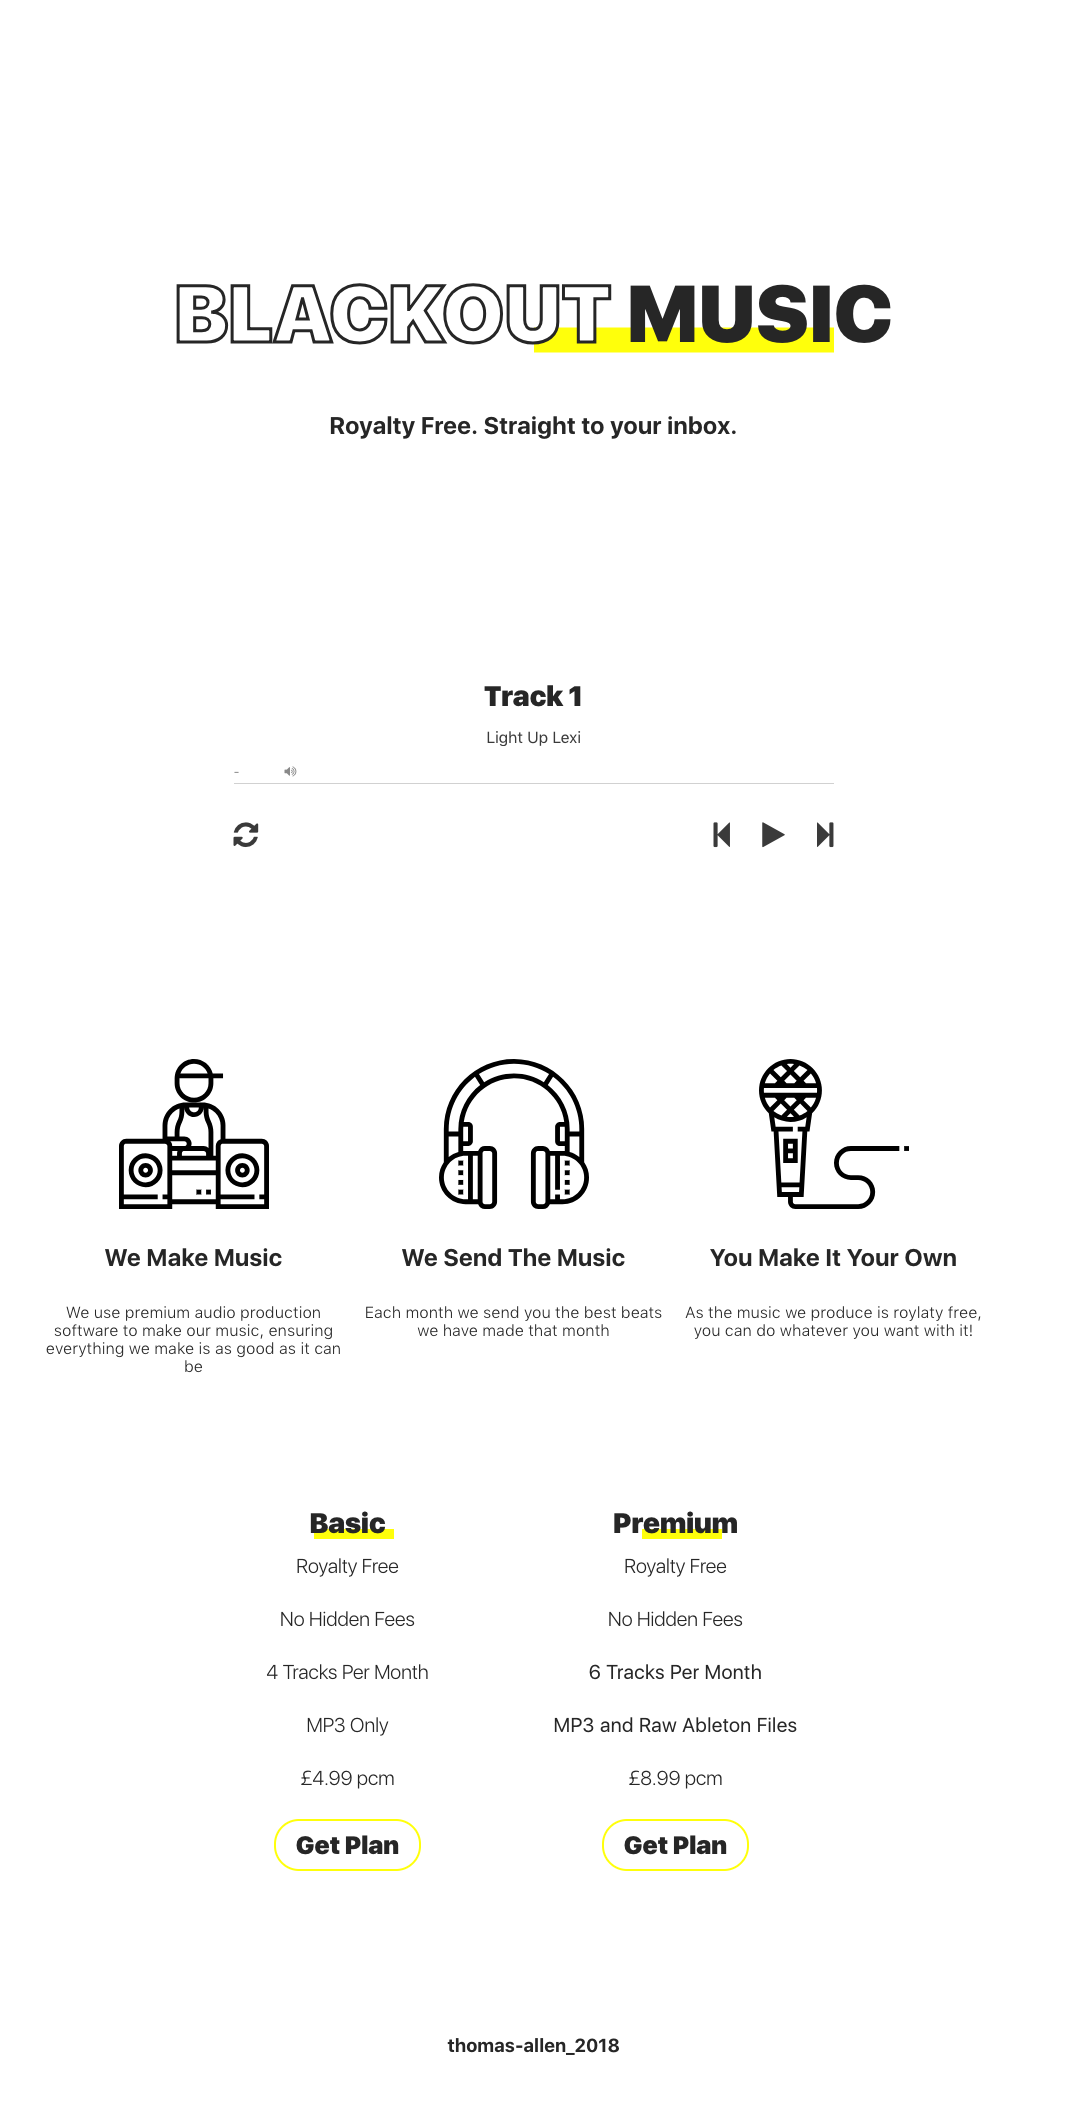 BLACKOUT MUSIC
Royalty Free. Straight to your inbox.
Track 1
Light Up Lexi
-
We Make Music
We use premium audio production
software to make our music, ensuring
everything we make is as good as it can
be
We Send The Music
Each month we send you the best beats
we have made that month
You Make It Your Own
As the music we produce is roylaty free,
you can do whatever you want with it!
Basic
Royalty Free
No Hidden Fees
4 Tracks Per Month
MP3 Only
£4.99 pcm
Get Plan
Premium
Royalty Free
No Hidden Fees
6 Tracks Per Month
MP3 and Raw Ableton Files
£8.99 pcm
Get Plan
thomas-allen_2018